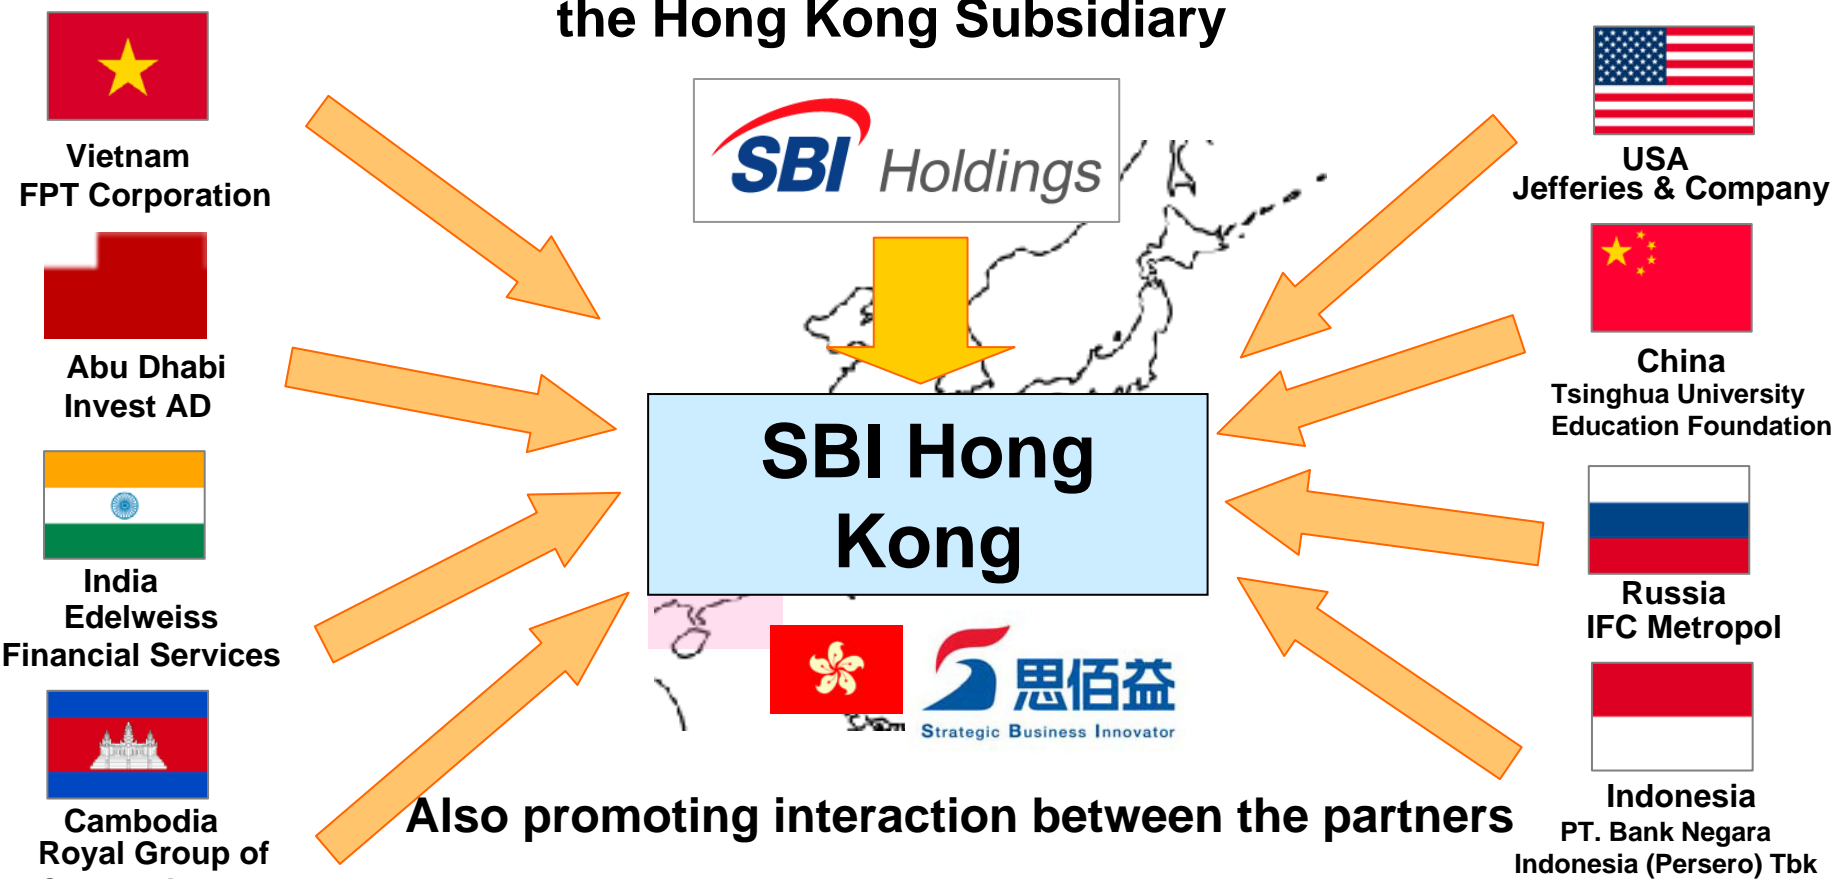 the Hong Kong Subsidiary
SBI Holdings
Vietnam
FPT Corporation
Abu Dhabi
Invest AD
India
Edelweiss
Financial Services
Cambodia
Royal Group of
SBI Hong
Kong
思佰益
Strategic Business Innovator
Also promoting interaction between the partners
USA
Jefferies & Company
China
Tsinghua University
Education Foundation
Russia
IFC Metropol
Indonesia
PT. Bank Negara
Indonesia (Persero) Tbk